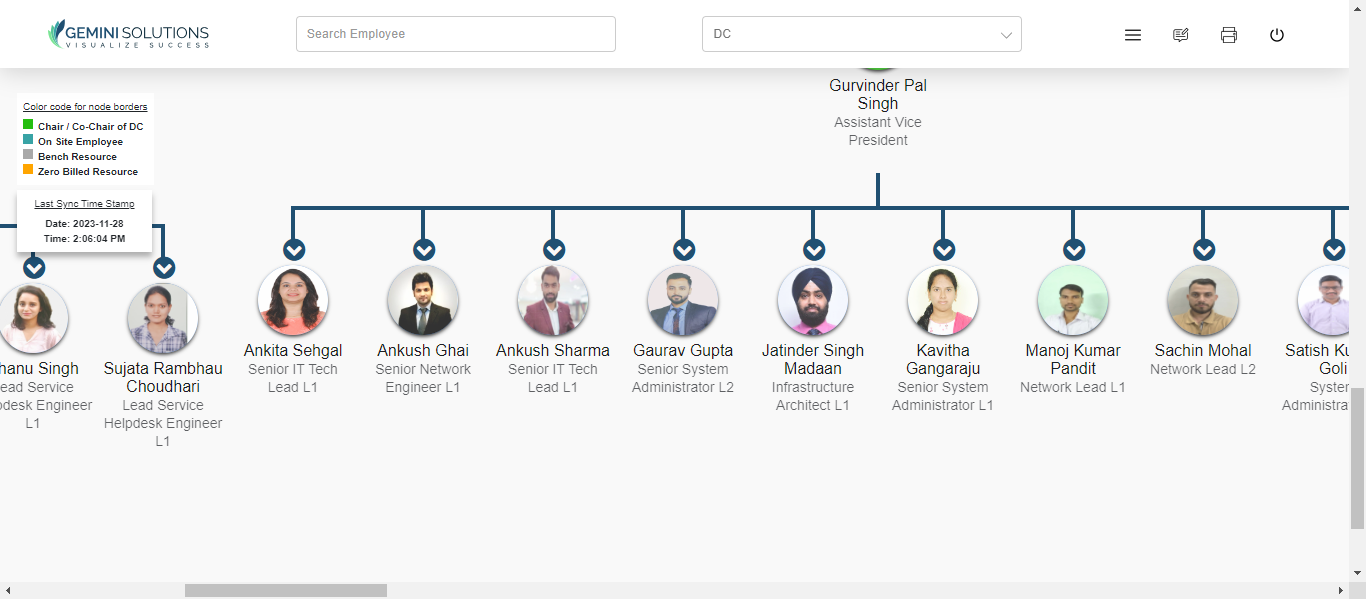 GEMINI SOLUTIONS
VISUALIZE SUCCESS
Search Employee
DC
Gurvinder Pal
Singh
Assistant Vice
President
Color code for node borders
Chair / Co-Chair of DC
On Site Employee
Bench Resource
Zero Billed Resource
Last Sync Time Stamp
Date: 2023-11-28
Time: 2:06:04 PM
hanu Singh
ead Service
pdesk Engineer
L1
Sujata Rambhau
Choudhari
Lead Service
Helpdesk Engineer
L1
Ankita Sehgal
Senior IT Tech
Lead L1
Ankush Ghai
Senior Network
Engineer L1
Ankush Sharma
Senior IT Tech
Lead L1
Gaurav Gupta
Senior System
Administrator L2
Jatinder Singh
Madaan
Infrastructure
Architect L1
Kavitha
Gangaraju
Senior System
Administrator L1
Manoj Kumar
Pandit
Network Lead L1
Sachin Mohal
Network Lead L2
Satish Ku
Goli
Syste
Administra